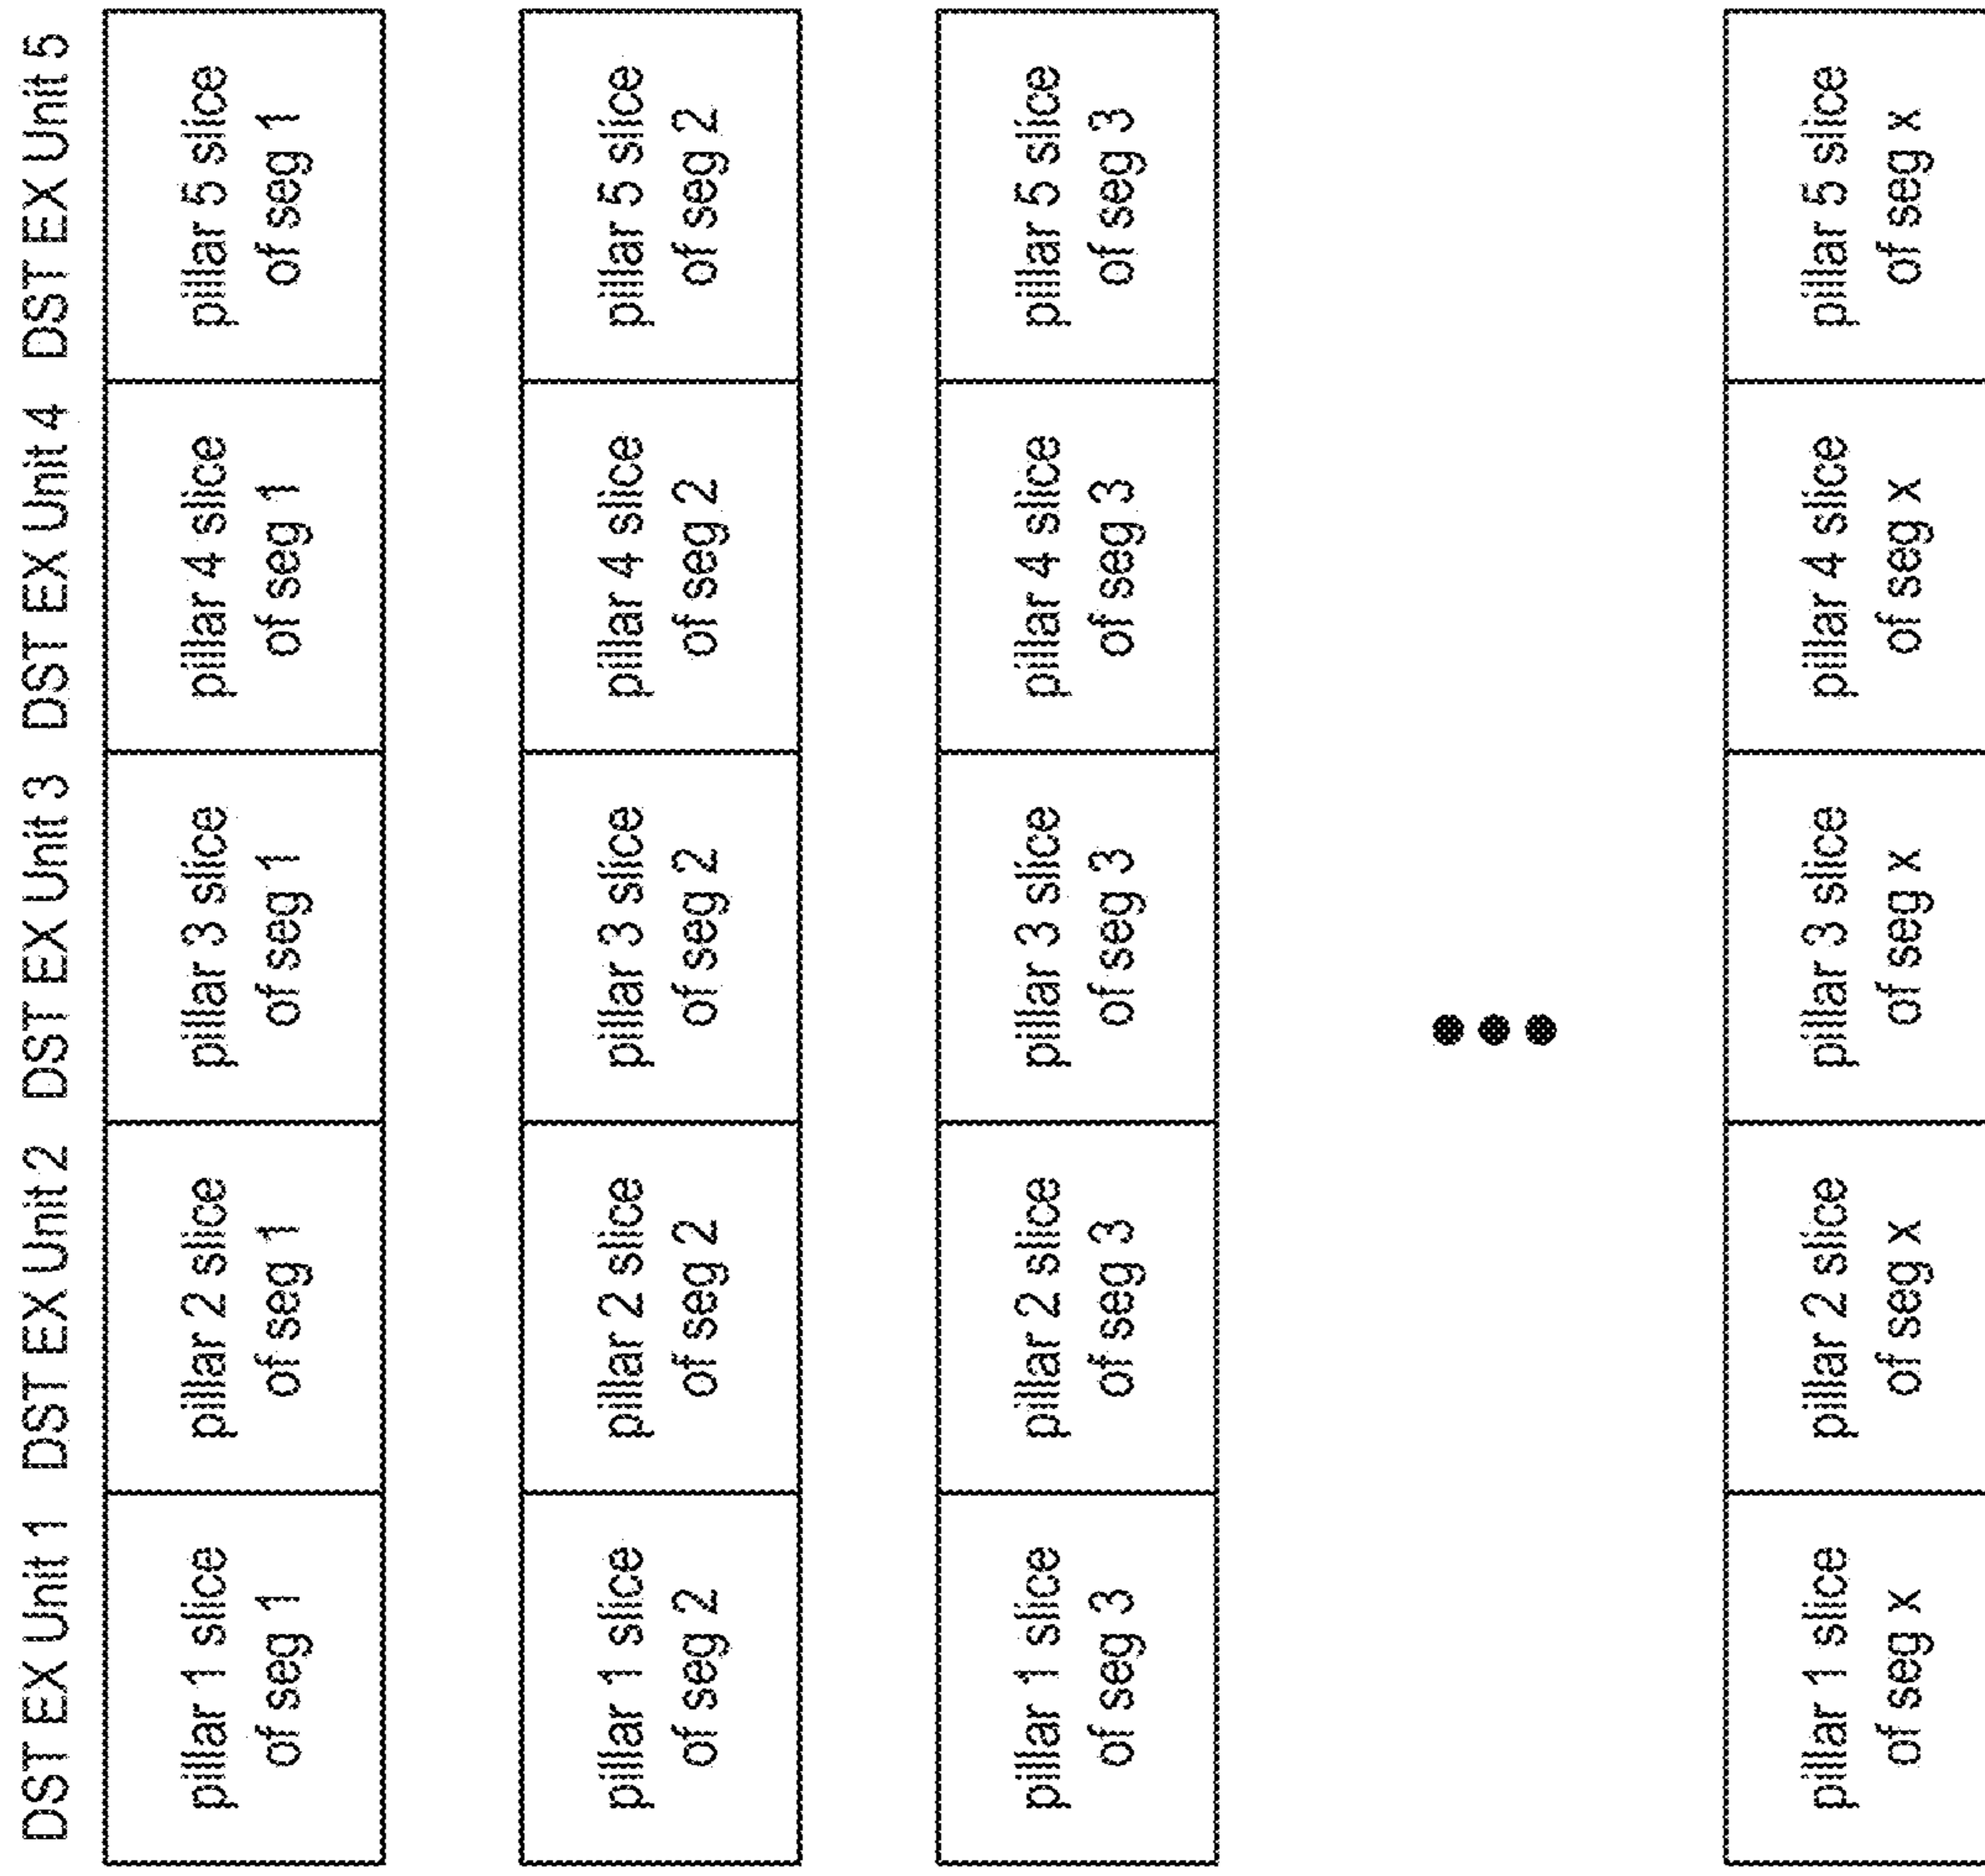 DST EX Unit 1 DST EX Unit 2 DST EX Unit 3 DST EX Unit 4 DST EX Unit 5
pillar 1 slice
of seg 1
pillar 2 slice
of seg 1
pillar 3 slice
of seg 1
pillar 4 slice
of seg 1
pillar 5 slice
of seg 1
pillar 1 slice
of seg 2
pillar 2 slice
of seg 2
pillar 3 slice
of seg 2
pillar 4 slice
of seg 2
pillar 5 slice
of seg 2
pillar 1 slice
of seg 3
pillar 2 slice
of seg 3
pillar 3 slice
of seg 3
pillar 4 slice
of seg 3
pillar 5 slice
of seg 3
pillar 1 slice
of seg x
pillar 2 slice
of seg x
pillar 3 slice
of seg x
pillar 4 slice
of seg x
pillar 5 slice
of seg x